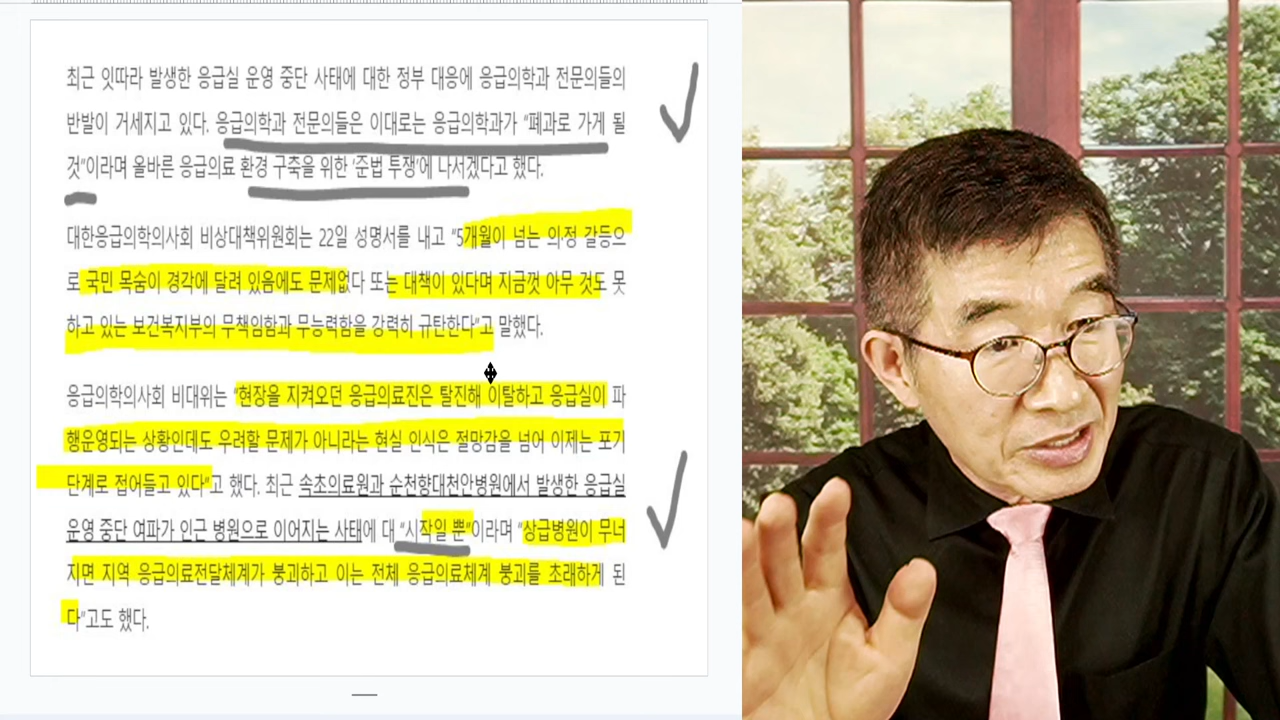 최근 잇따라 발생한 응급실 운영 중단 사태에 대한 정부 대응에 응급의학과 전문의들의
반발이 거세지고 있다. 응급의학과 전문의들은 이대로는 응급의학과가 “폐과로 가게 될
것”이라며 올바른 응급의료 환경 구축을 위한 ‘준법 투쟁’에 나서겠다고 했다.
대한응급의학의사회 비상대책위원회는 22일 성명서를 내고 “5개월이 넘는 의정 갈등으
로 국민 목숨이 경각에 달려 있음에도 문제없다 또는 대책이 있다며 지금껏 아무 것도 못
하고 있는 보건복지부의 무책임함과 무능력함을 강력히 규탄한다”고 말했다.
응급의학의사회 비대위는 “현장을 지켜오던 응급의료진은 탈진해 이탈하고 응급실이 파
행운영되는 상황인데도 우려할 문제가 아니라는 현실 인식은 절망감을 넘어 이제는 포기
단계로 접어들고 있다”고 했다. 최근 속초의료원과 순천향대천안병원에서 발생한 응급실
운영 중단 여파가 인근 병원으로 이어지는 사태에 대 “시작일 뿐”이라며 “상급병원이 무너
지면 지역 응급의료전달체계가 붕괴하고 이는 전체 응급의료체계 붕괴를 초래하게 된
다”고도 했다.